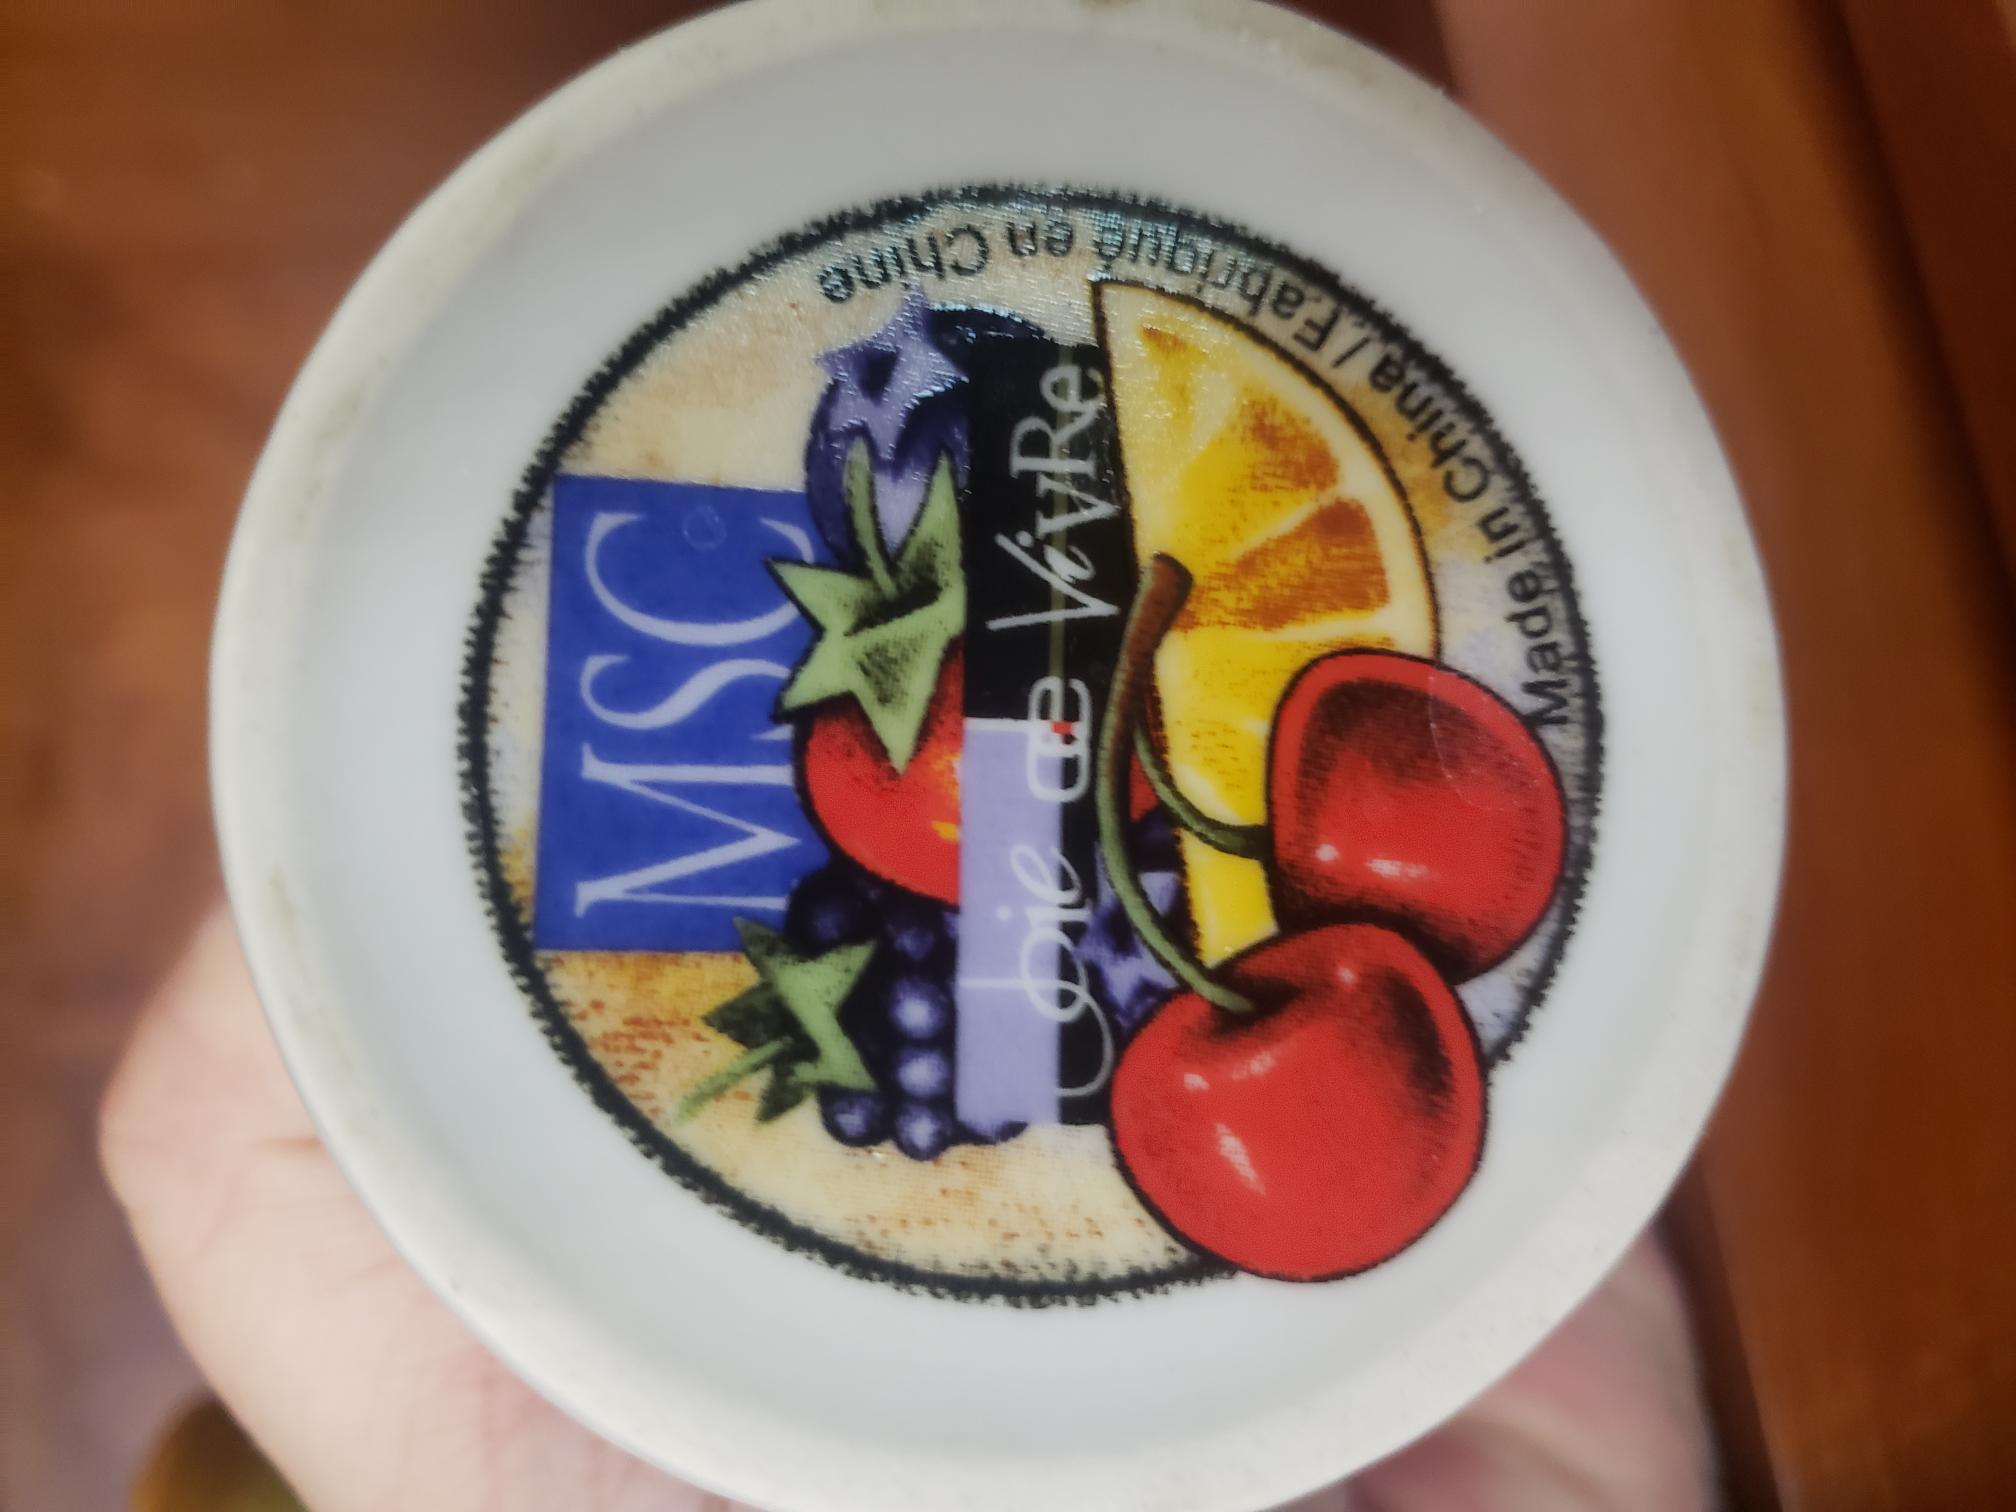 MSC
Joie de ViVRe
Made in China / Fabriqué en Chine